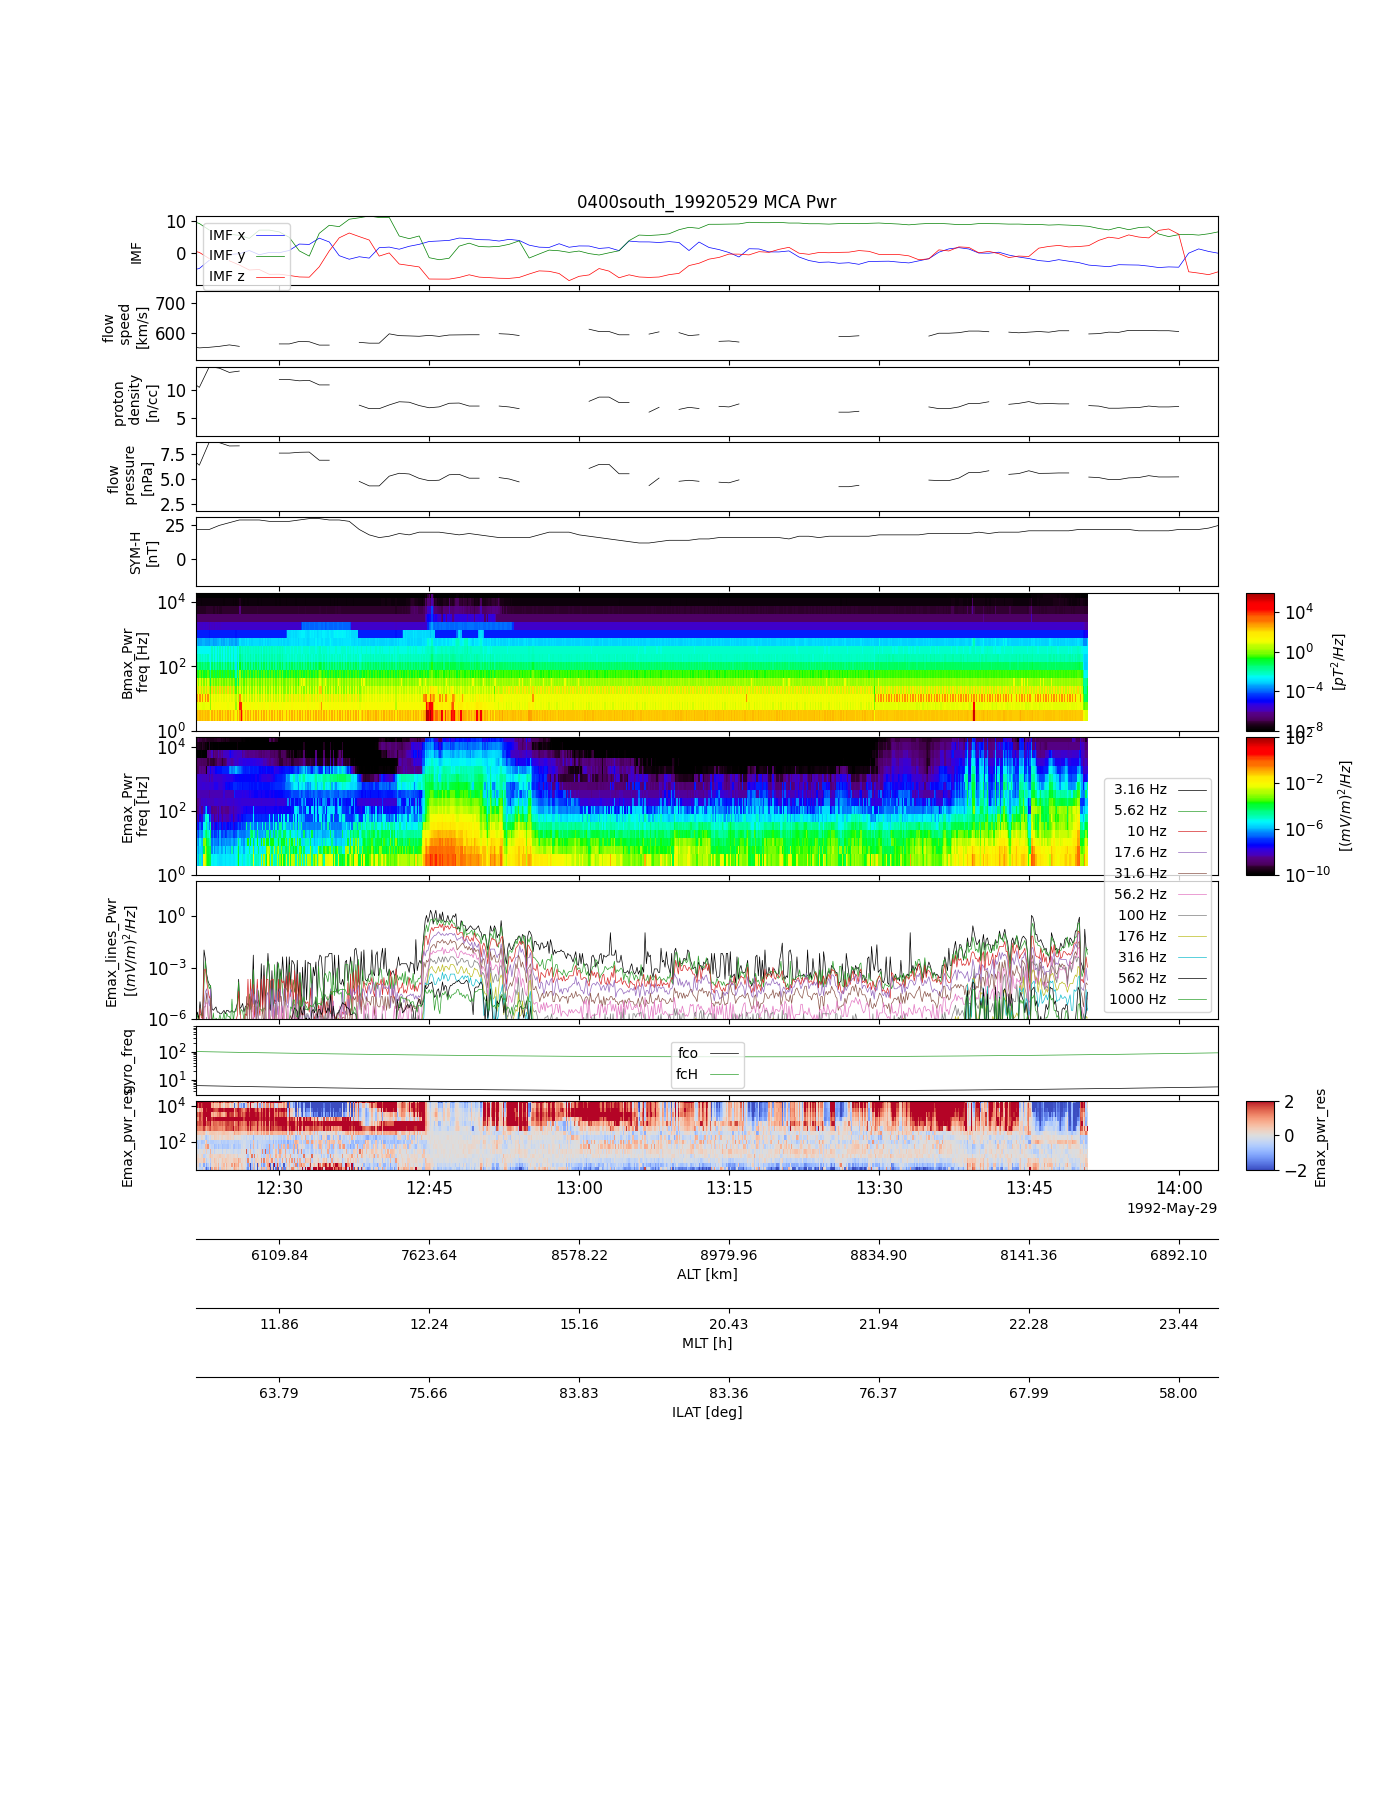 0400south_19920529 MCA Pwr
IMF
10
0
IMF x
IMF y
IMF z
flow
speed
[km/s]
700
600
proton
density
[n/cc]
10
5
flow
pressure
[nPa]
7.5
5.0
2.5
SYM-H
[nT]
25
0
Bmax_Pwr
freq [Hz]
10^4
10^2
10^0
10^4
10^0
10^-4
10^-8
[pT^2/Hz]
Emax_Pwr
freq [Hz]
10^4
10^2
10^0
10^2
10^-2
10^-6
10^-10
[(mV/m)^2/Hz]
Emax_lines_Pwr
[(mV/m)^2/Hz]
10^0
10^-3
10^-6
3.16 Hz
5.62 Hz
10 Hz
17.6 Hz
31.6 Hz
56.2 Hz
100 Hz
176 Hz
316 Hz
562 Hz
1000 Hz
gyro_freq
10^2
10^1
fco
fcH
Emax_pwr_res
10^4
10^2
2
0
−2
Emax_pwr_res
12:30 12:45 13:00 13:15 13:30 13:45 14:00
1992-May-29
6109.84 7623.64 8578.22 8979.96 8834.90 8141.36 6892.10
ALT [km]
11.86 12.24 15.16 20.43 21.94 22.28 23.44
MLT [h]
63.79 75.66 83.83 83.36 76.37 67.99 58.00
ILAT [deg]